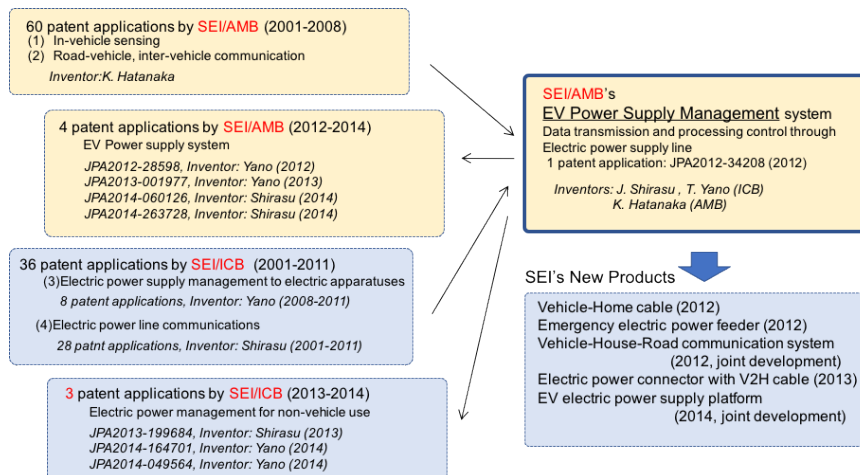 60 patent applications by SEI/AMB (2001-2008)
(1) In-vehicle sensing
(2) Road-vehicle, inter-vehicle communication
Inventor:K. Hatanaka
4 patent applications by SEI/AMB (2012-2014)
EV Power supply system
JPA2012-28598, Inventor: Yano (2012)
JPA2013-001977, Inventor: Yano (2013)
JPA2014-060126, Inventor: Shirasu (2014)
JPA2014-263728, Inventor: Shirasu (2014)
36 patent applications by SEI/ICB (2001-2011)
(3)Electric power supply management to electric apparatuses
8 patent applications, Inventor: Yano (2008-2011)
(4)Electric power line communications
28 patnt applications, Inventor: Shirasu (2001-2011)
3 patent applications by SEI/ICB (2013-2014)
Electric power management for non-vehicle use
JPA2013-199684, Inventor: Shirasu (2013)
JPA2014-164701, Inventor: Yano (2014)
JPA2014-049564, Inventor: Yano (2014)
SEI/AMB's
EV Power Supply Management system
Data transmission and processing control through
Electric power supply line
1 patent application: JPA2012-34208 (2012)
Inventors: J. Shirasu , T. Yano (ICB)
K. Hatanaka (AMB)
SEI's New Products
Vehicle-Home cable (2012)
Emergency electric power feeder (2012)
Vehicle-House-Road communication system
(2012, joint development)
Electric power connector with V2H cable (2013)
EV electric power supply platform
(2014, joint development)